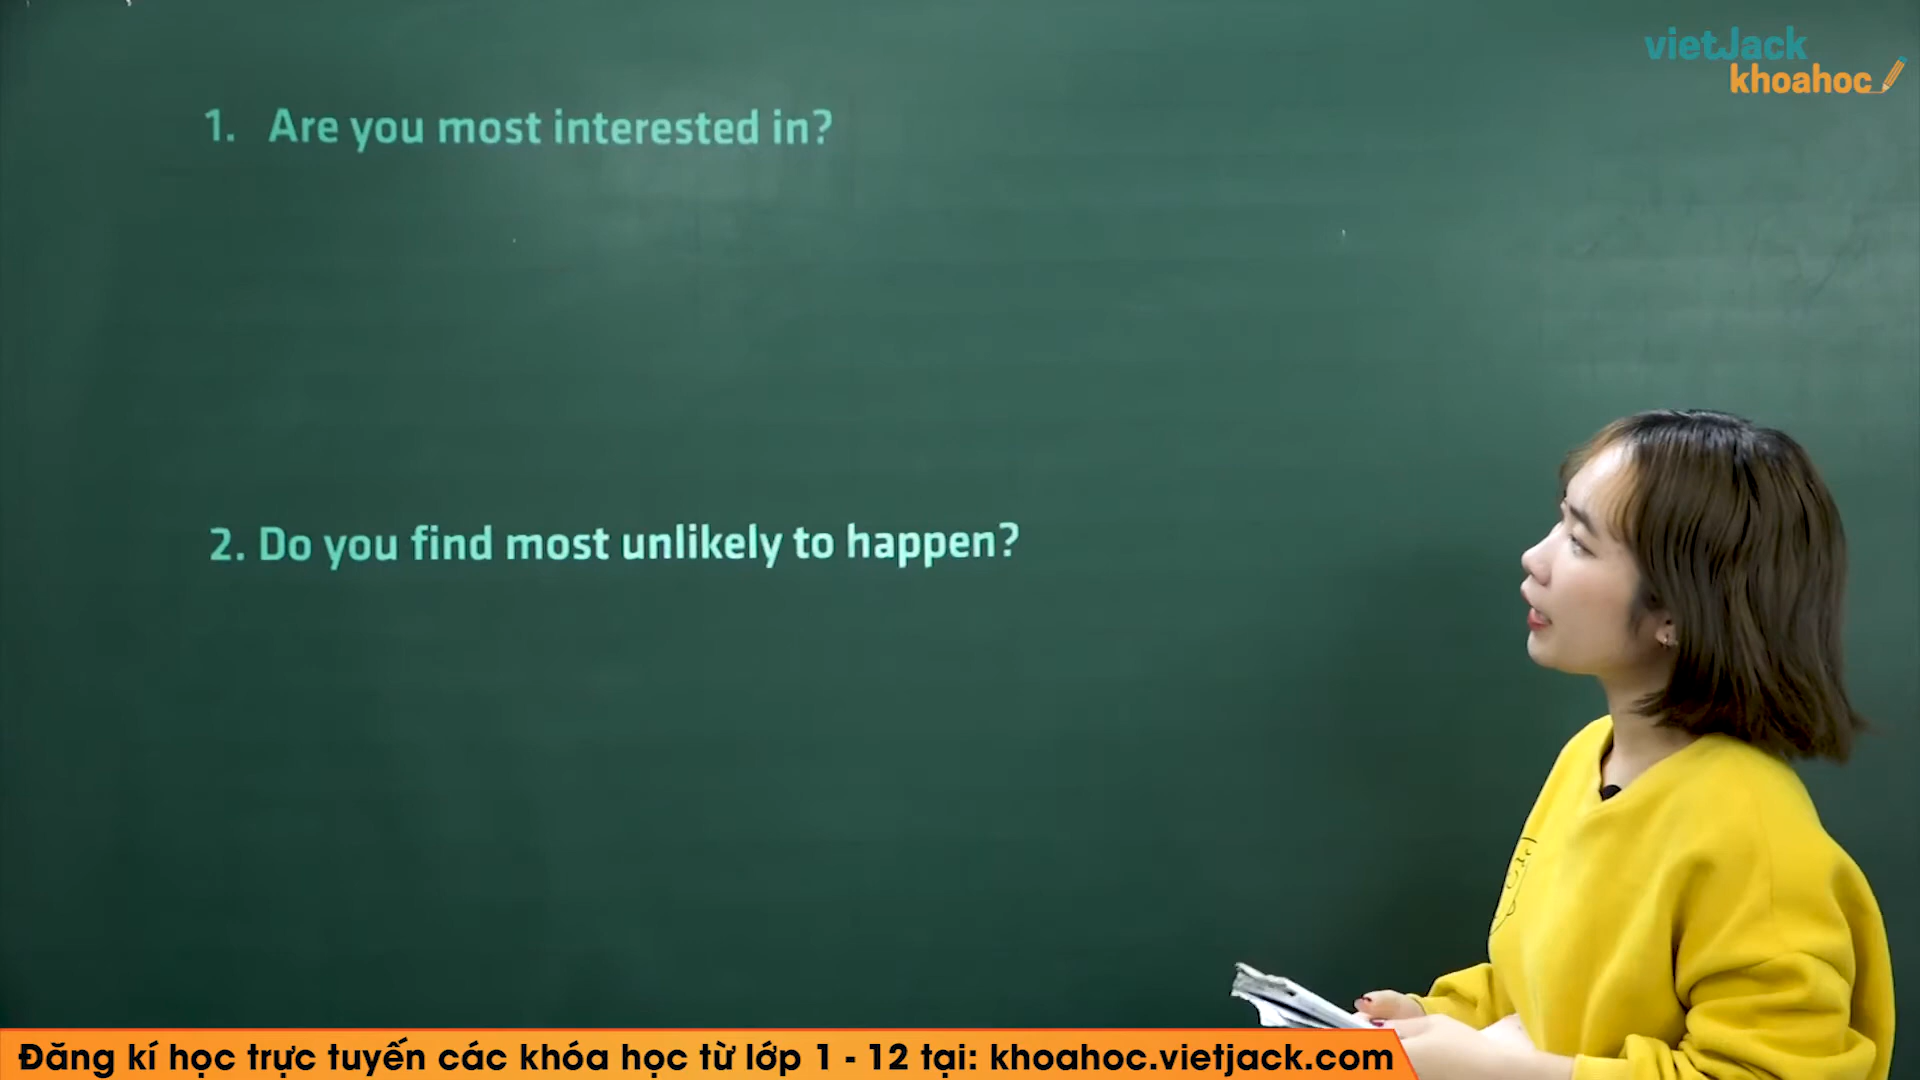 vietJack
khoahoc
1. Are you most interested in?
2. Do you find most unlikely to happen?
Đăng kí học trực tuyến các khóa học từ lớp 1 - 12 tại: khoahoc.vietjack.com